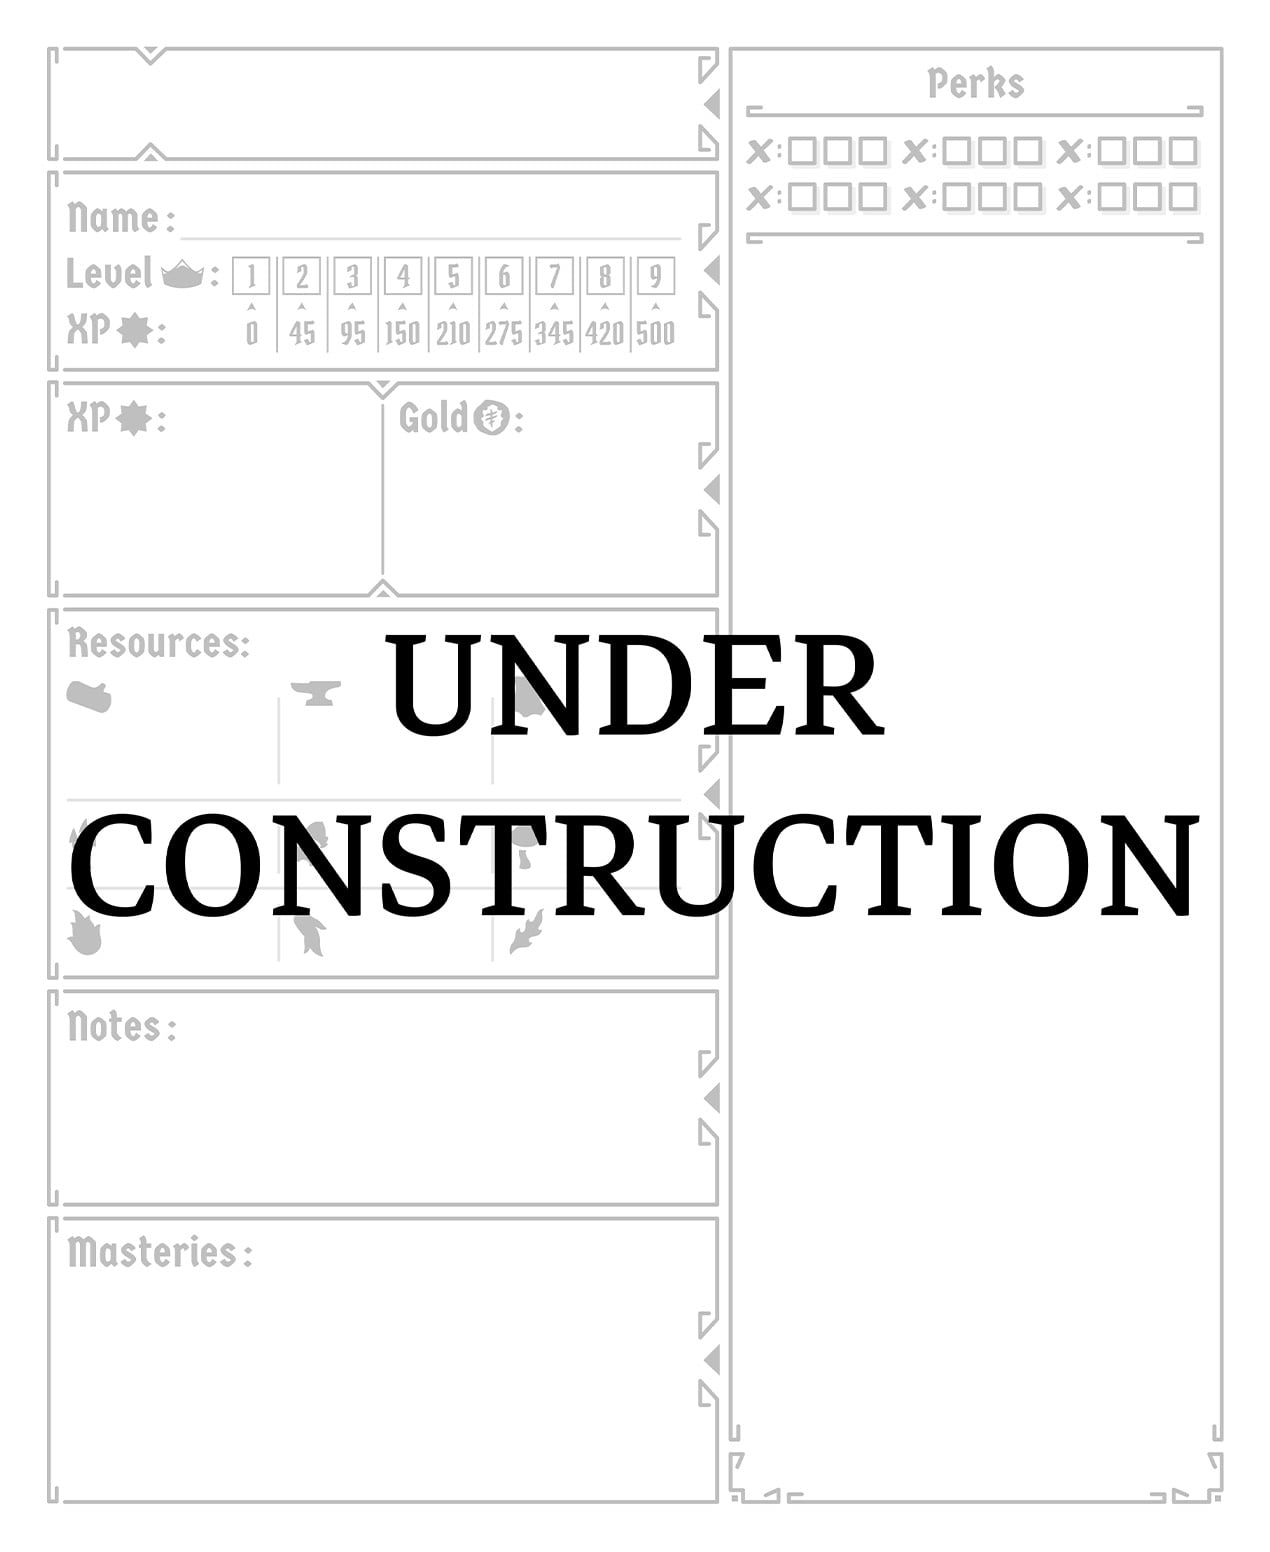 Perks
x:
x:
x:
x:
x:
x:
Name:
Level :
1 2 3 4 5 6 7 8 9
XP :
0 45 95 150 210 275 345 420 500
XP :
Gold :
Resources:
UNDER
CONSTRUCTION
Notes:
Masteries: